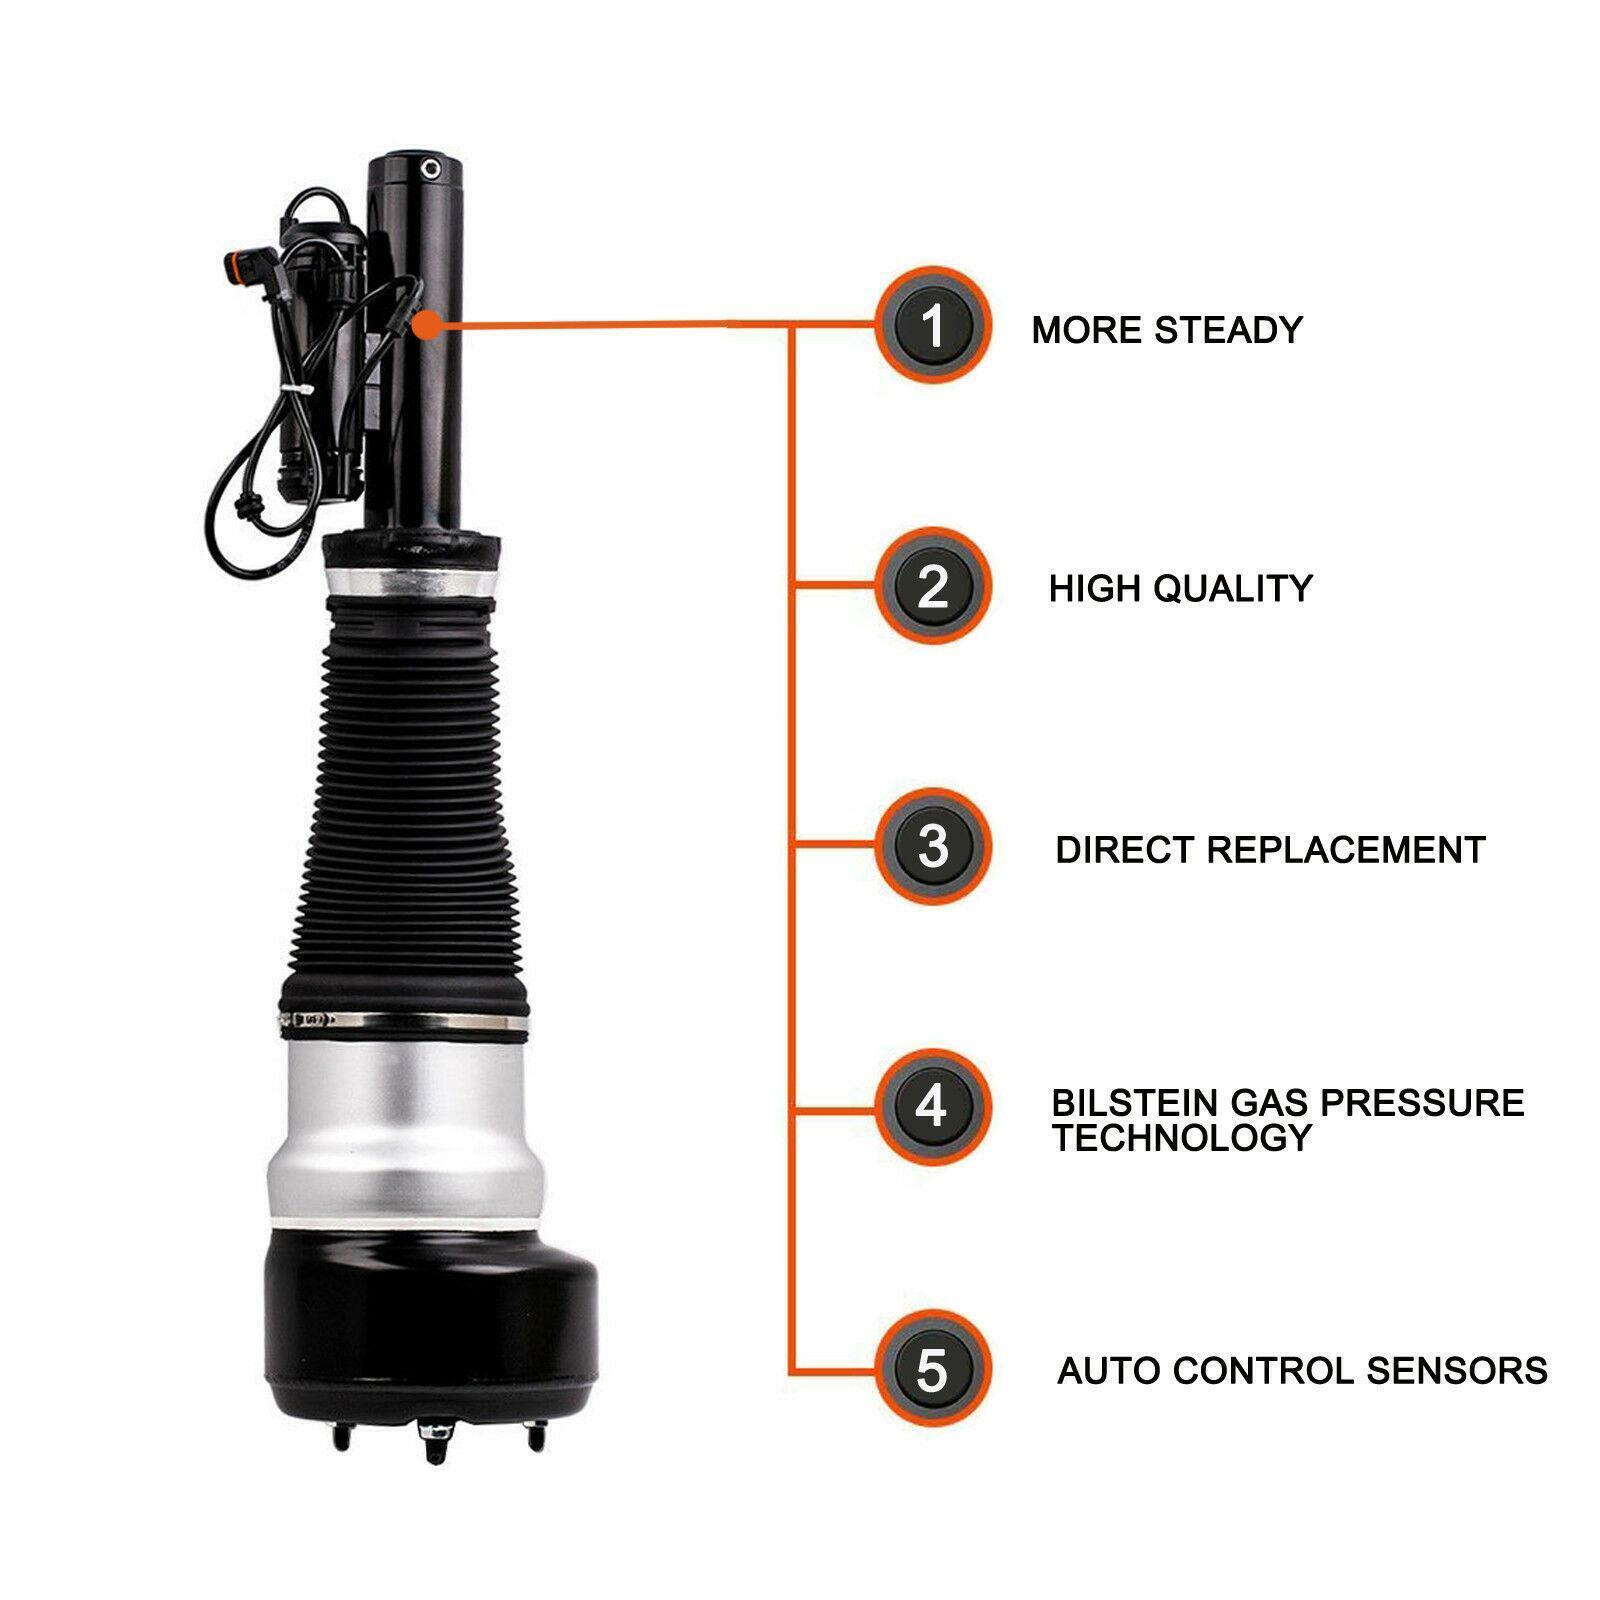 1 MORE STEADY
2 HIGH QUALITY
3 DIRECT REPLACEMENT
4 BILSTEIN GAS PRESSURE
TECHNOLOGY
5 AUTO CONTROL SENSORS